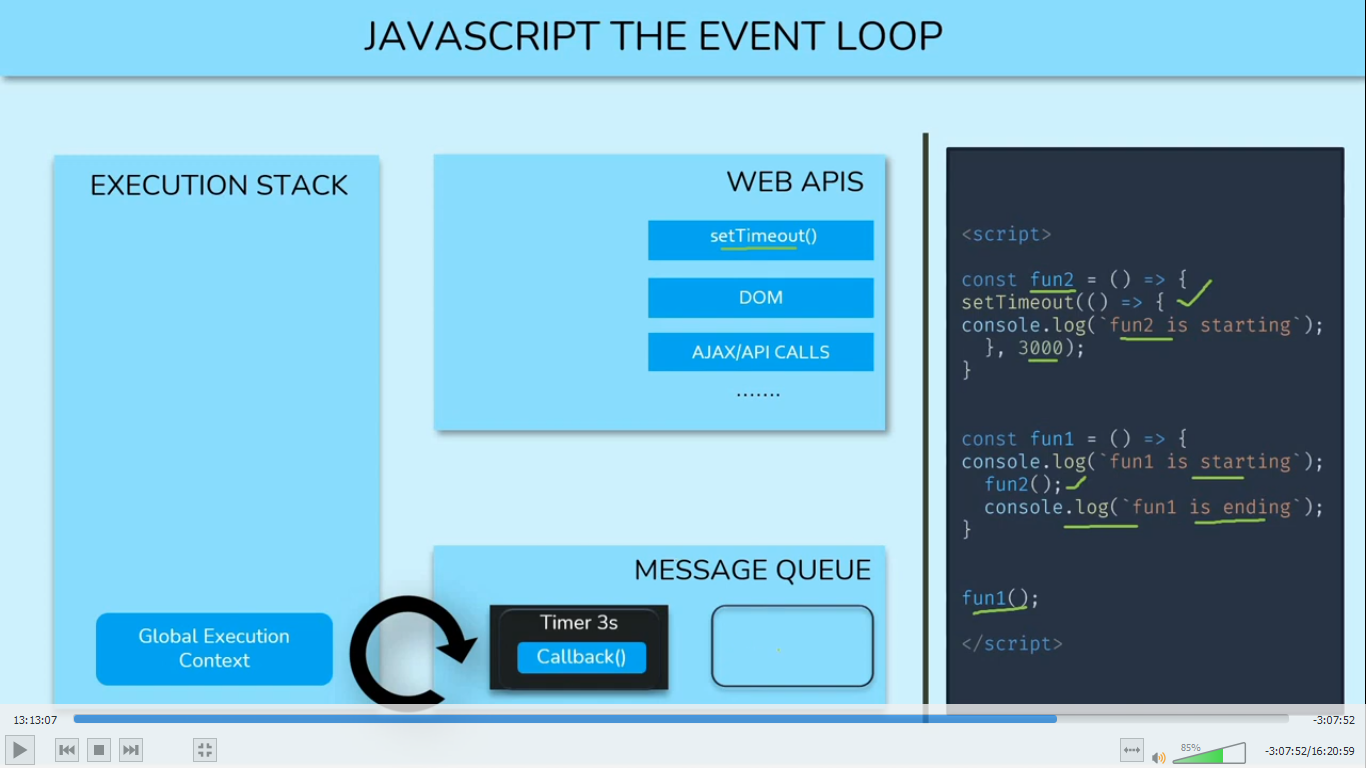 JAVASCRIPT THE EVENT LOOP
EXECUTION STACK
Global Execution
Context
WEB APIS
setTimeout()
DOM
AJAX/API CALLS
.......
MESSAGE QUEUE
Timer 3s
Callback()
<script>
const fun2 = () => {
setTimeout(() => {
console.log(`fun2 is starting`);
}, 3000);
}
const fun1 = () => {
console.log(`fun1 is starting`);
fun2();
console.log(`fun1 is ending`);
}
fun1();
</script>
13:13:07
-3:07:52
85%
-3:07:52/16:20:59